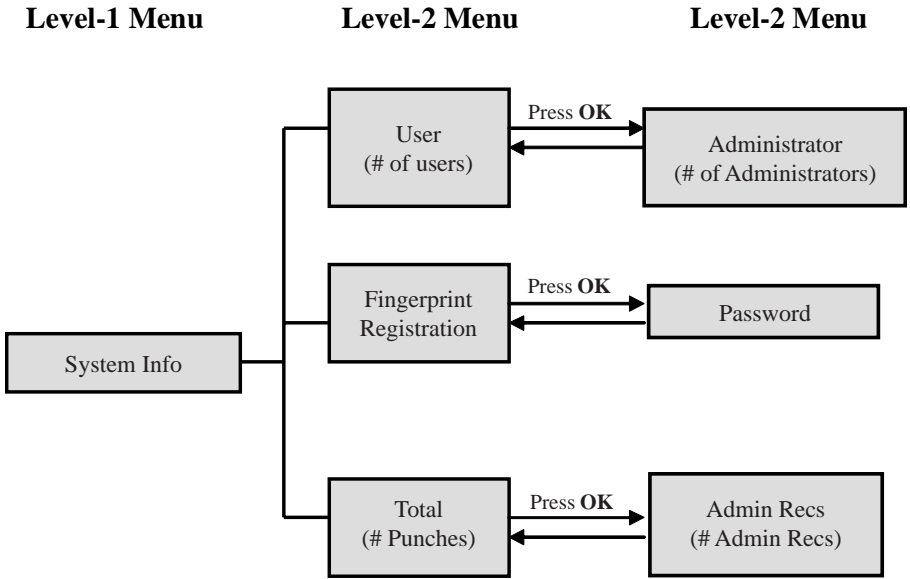 Level-1 Menu
Level-2 Menu
Level-2 Menu
User
(# of users)
Press OK
Administrator
(# of Administrators)
Fingerprint
Registration
Press OK
Password
System Info
Total
(# Punches)
Press OK
Admin Recs
(# Admin Recs)